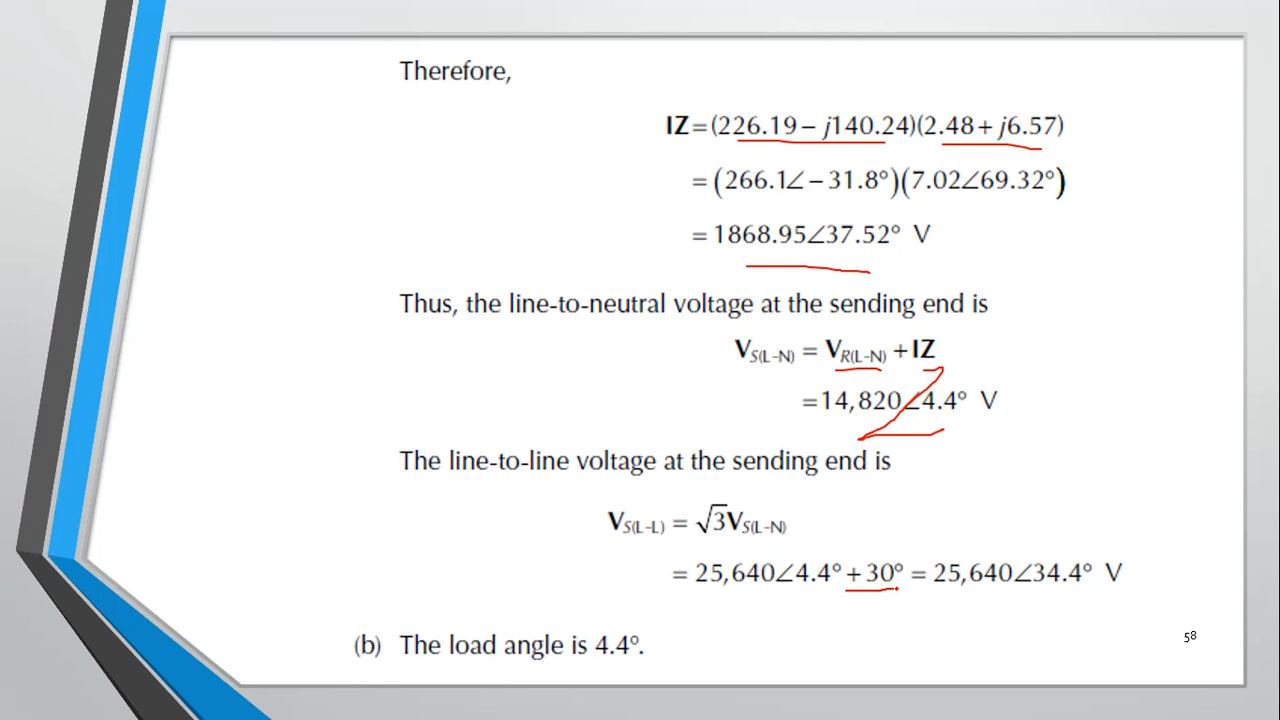 Therefore,
IZ = (226.19 − j140.24)(2.48 + j6.57)
= (266.1∠ − 31.8°)(7.02∠69.32°)
= 1868.95∠37.52° V
Thus, the line-to-neutral voltage at the sending end is
V_S(L–N) = V_R(L–N) + IZ
= 14,820∠4.4° V
The line-to-line voltage at the sending end is
V_S(L–L) = √3V_S(L–N)
= 25,640∠4.4° + 30° = 25,640∠34.4° V
58
(b) The load angle is 4.4°.